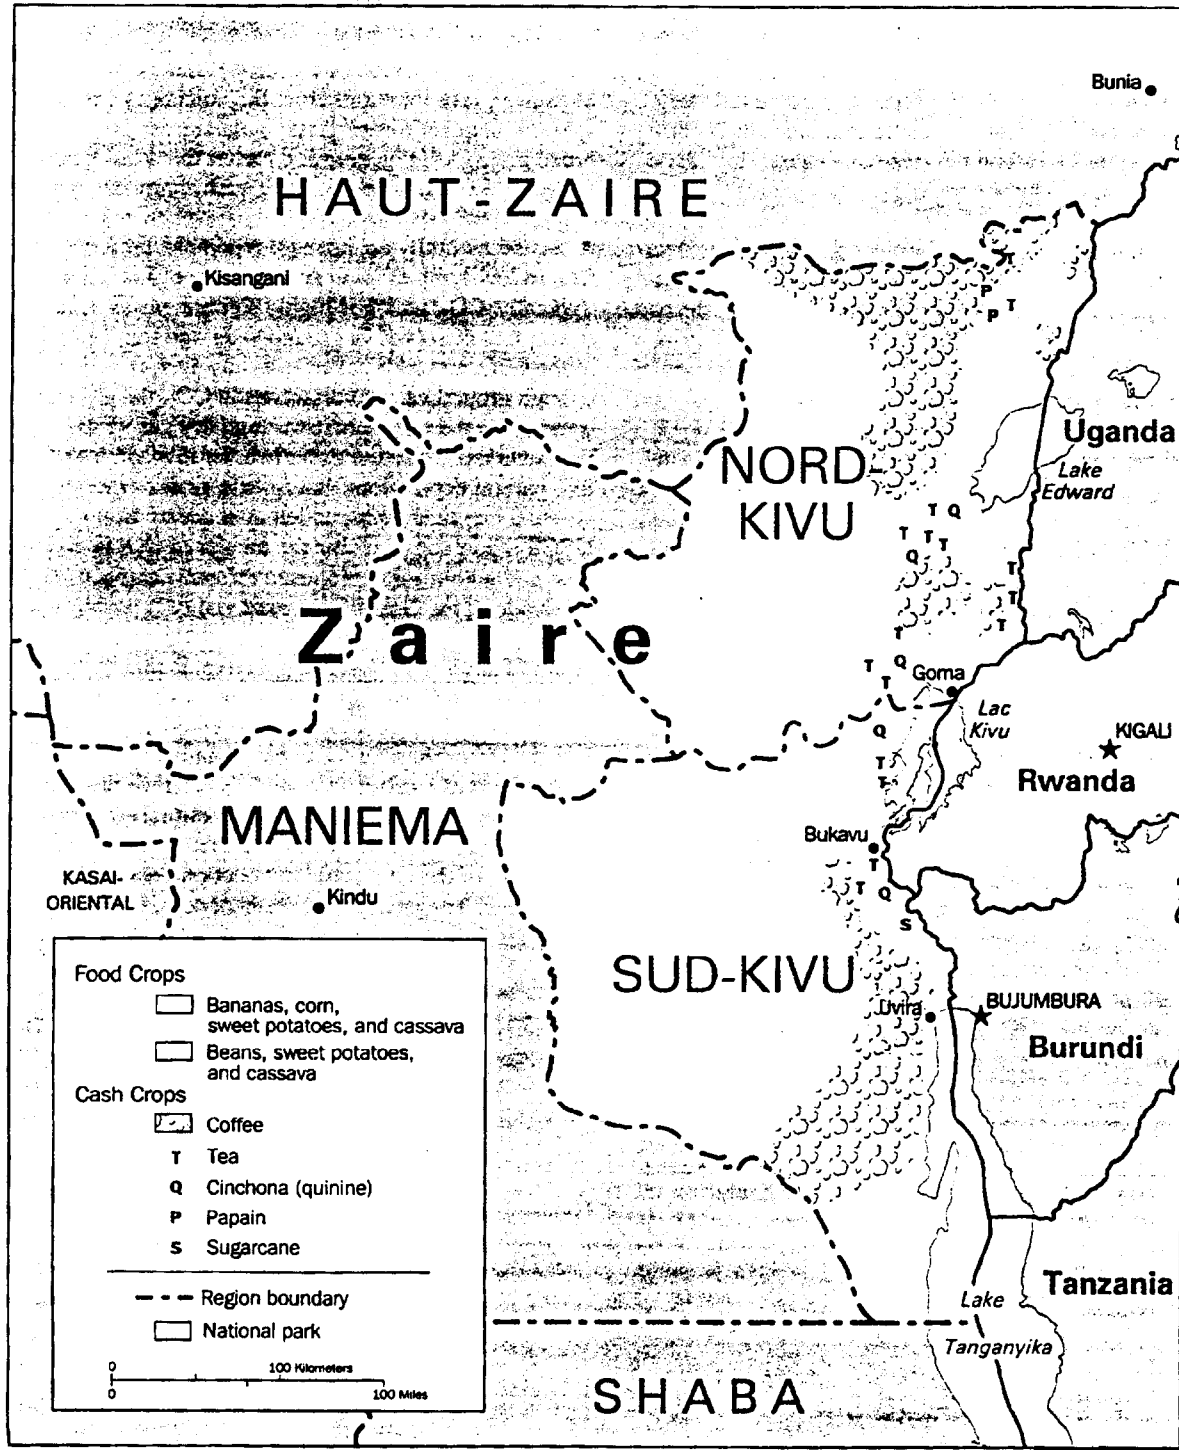 Bunia
HAUT-ZAIRE
Kisangani
T
P
P
T
Uganda
NORD-
KIVU
Lake
Edward
T
Q
T
T
T
Q
T
T
T
Zaire
T
T
Q
T
Goma
Lac
Kivu
Q
KIGALI
T
T
Rwanda
MANIEMA
Bukavu
T
KASAI-
ORIENTAL
Kindu
T
Q
S
SUD-KIVU
Uvira
BUJUMBURA
Burundi
Food Crops
Bananas, corn,
sweet potatoes, and cassava
Beans, sweet potatoes,
and cassava
Cash Crops
Coffee
T Tea
Q Cinchona (quinine)
P Papain
S Sugarcane
Region boundary
National park
0 100 Kilometers
0 100 Miles
Tanzania
Lake
Tanganyika
SHABA